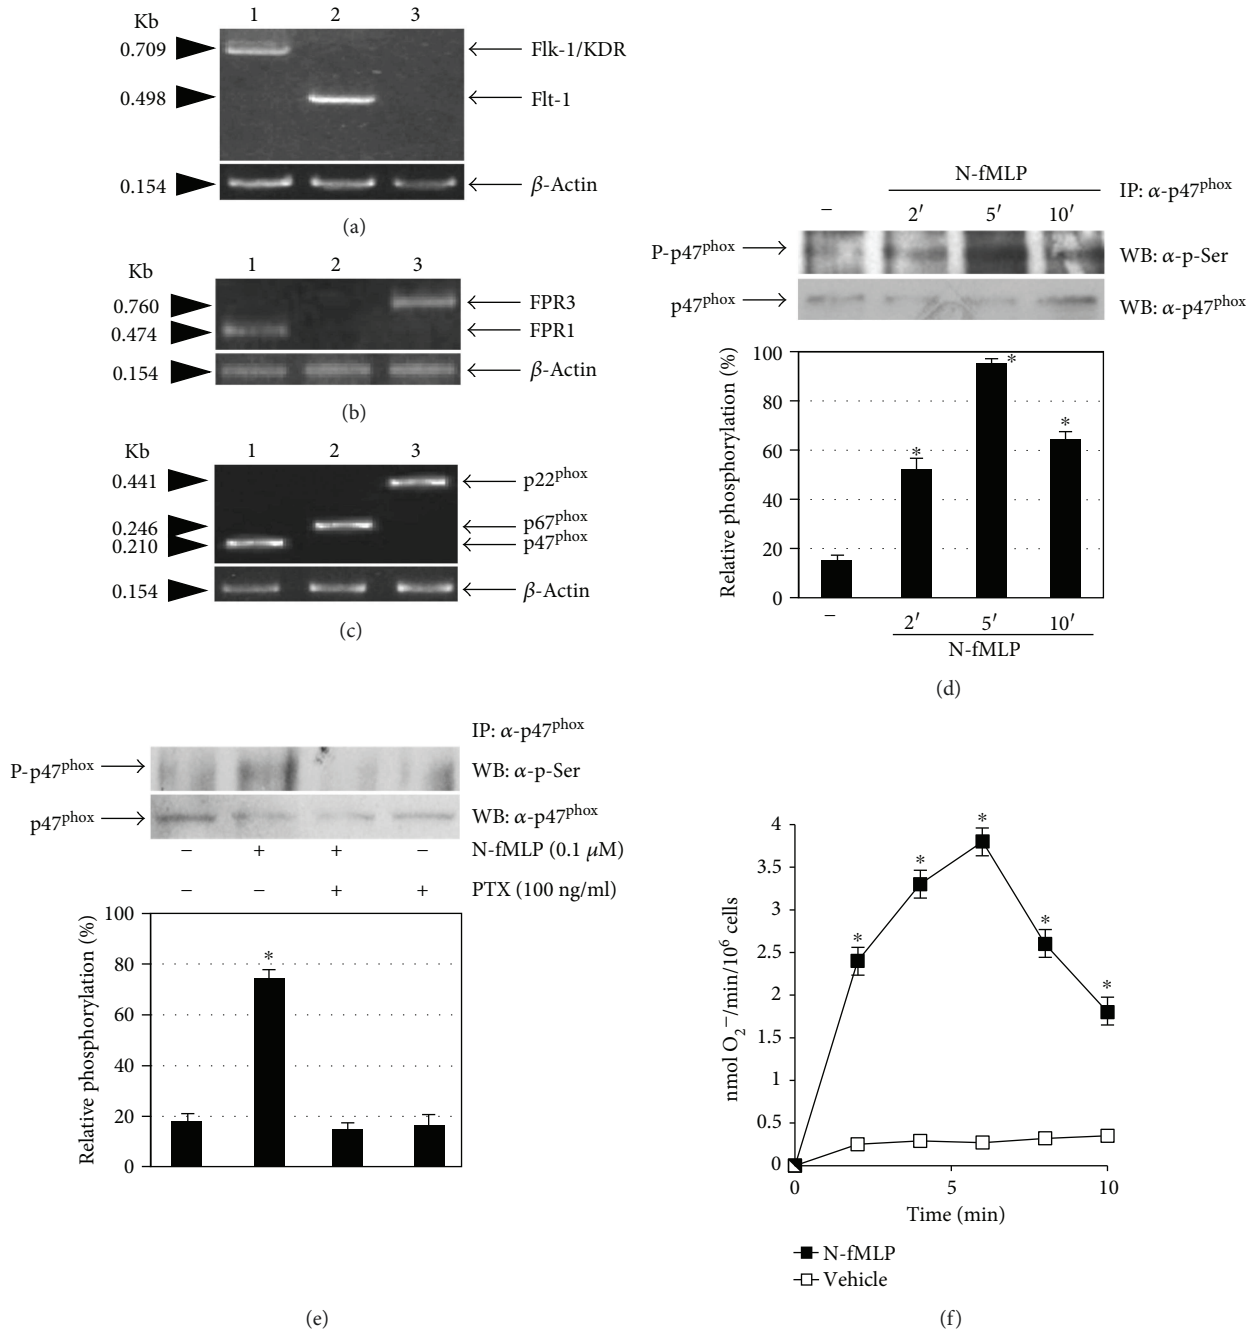 Kb 1 2 3
0.709 Flk-1/KDR
0.498 Flt-1
0.154 β-Actin
(a)
Kb 1 2 3
0.760 FPR3
0.474 FPR1
0.154 β-Actin
(b)
Kb 1 2 3
0.441 p22phox
0.246 p67phox
0.210 p47phox
0.154 β-Actin
(c)
N-fMLP
IP: α-p47phox
– 2′ 5′ 10′
P-p47phox WB: α-p-Ser
p47phox WB: α-p47phox
Relative phosphorylation (%)
100
80
60
40
20
0
* * *
– 2′ 5′ 10′
N-fMLP
(d)
IP: α-p47phox
P-p47phox WB: α-p-Ser
p47phox WB: α-p47phox
– + + – N-fMLP (0.1 μM)
– – + + PTX (100 ng/ml)
Relative phosphorylation (%)
100
80
60
40
20
0
*
(e)
nmol O2−/min/10⁶ cells
4
3.5
3
2.5
2
1.5
1
0.5
0
* * * * *
0 5 10
Time (min)
N-fMLP
Vehicle
(f)